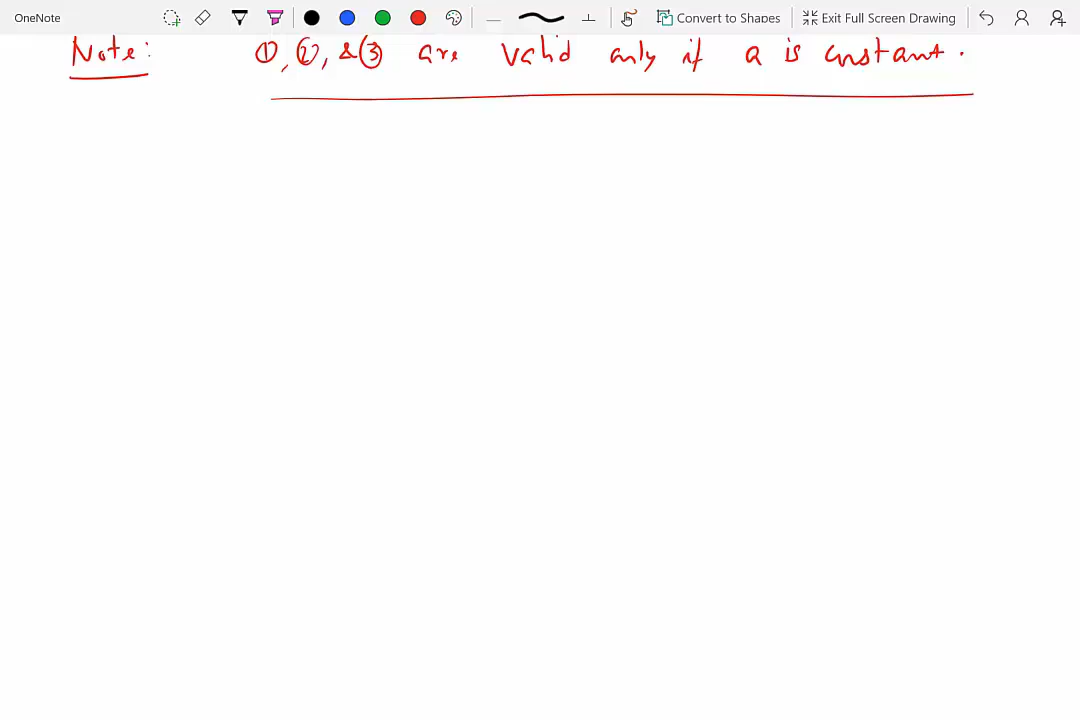 OneNote
Convert to Shapes
Exit Full Screen Drawing
Note: ①, ②, & ③ are valid only if a is constant.